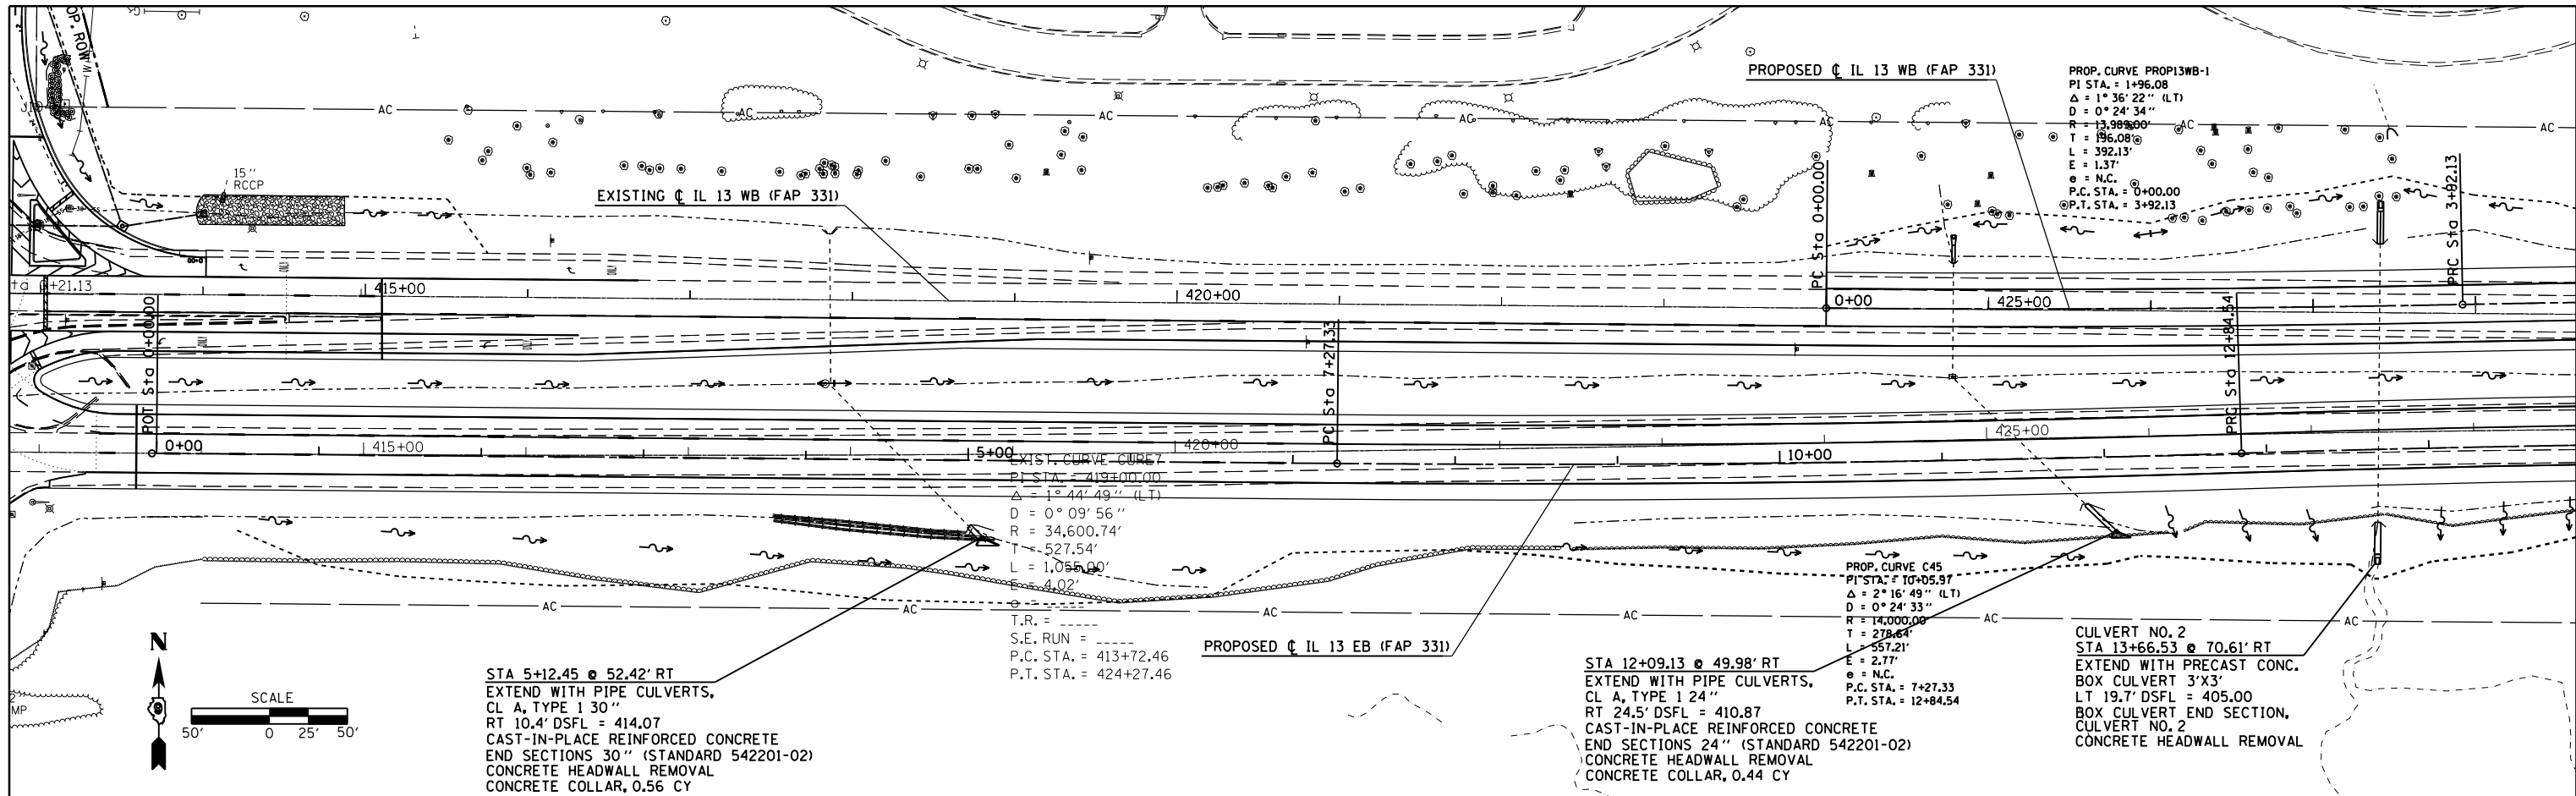 PROP. ROW
15"
RCCP
AC
AC
AC
AC
AC
AC
EXISTING ℄ IL 13 WB (FAP 331)
PROPOSED ℄ IL 13 WB (FAP 331)
PROP. CURVE PROP13WB-1
PI STA. = 1+96.08
Δ = 1° 36' 22" (LT)
D = 0° 24' 34"
R = 13,989.00'
T = 196.08'
L = 392.13'
E = 1.37'
e = N.C.
P.C. STA. = 0+00.00
P.T. STA. = 3+92.13
PC Sta 0+00.00
PRC Sta 3+92.13
ta 0+21.13
415+00
420+00
0+00
425+00
POT Sta 0+00.00
PC Sta 7+27.33
PRC Sta 12+84.54
0+00
415+00
5+00
420+00
10+00
425+00
EXIST. CURVE CURE7
PI STA. = 419+00.00
Δ = 1° 44' 49" (LT)
D = 0° 09' 56"
R = 34,600.74'
T = 527.54'
L = 1,055.00'
E = 4.02'
e = -----
T.R. = -----
S.E. RUN = -----
P.C. STA. = 413+72.46
P.T. STA. = 424+27.46
PROP. CURVE C45
PI STA. = 10+05.97
Δ = 2° 16' 49" (LT)
D = 0° 24' 33"
R = 14,000.00'
T = 278.64'
L = 557.21'
E = 2.77'
e = N.C.
P.C. STA. = 7+27.33
P.T. STA. = 12+84.54
AC
AC
AC
AC
AC
PROPOSED ℄ IL 13 EB (FAP 331)
N
SCALE
50' 0 25' 50'
MP
STA 5+12.45 @ 52.42' RT
EXTEND WITH PIPE CULVERTS,
CL A, TYPE 1 30"
RT 10.4' DSFL = 414.07
CAST-IN-PLACE REINFORCED CONCRETE
END SECTIONS 30" (STANDARD 542201-02)
CONCRETE HEADWALL REMOVAL
CONCRETE COLLAR, 0.56 CY
STA 12+09.13 @ 49.98' RT
EXTEND WITH PIPE CULVERTS,
CL A, TYPE 1 24"
RT 24.5' DSFL = 410.87
CAST-IN-PLACE REINFORCED CONCRETE
END SECTIONS 24" (STANDARD 542201-02)
CONCRETE HEADWALL REMOVAL
CONCRETE COLLAR, 0.44 CY
CULVERT NO. 2
STA 13+66.53 @ 70.61' RT
EXTEND WITH PRECAST CONC.
BOX CULVERT 3'X3'
LT 19.7' DSFL = 405.00
BOX CULVERT END SECTION,
CULVERT NO. 2
CONCRETE HEADWALL REMOVAL